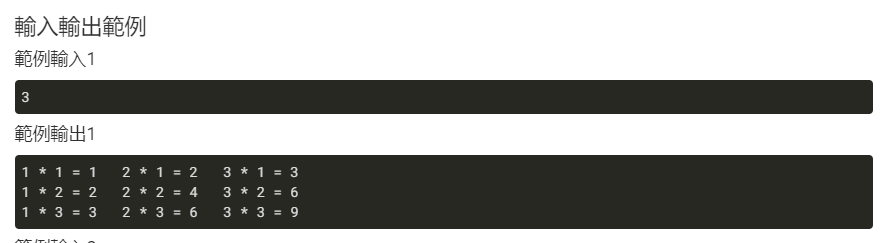 輸入輸出範例
範例輸入1
3
範例輸出1
1 * 1 = 1   2 * 1 = 2   3 * 1 = 3
1 * 2 = 2   2 * 2 = 4   3 * 2 = 6
1 * 3 = 3   2 * 3 = 6   3 * 3 = 9